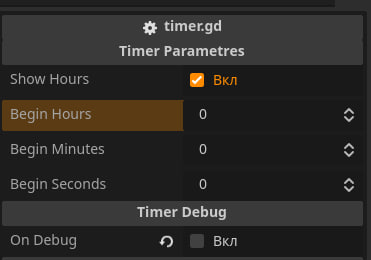 timer.gd
Timer Parametres
Show Hours Вкл
Begin Hours 0
Begin Minutes 0
Begin Seconds 0
Timer Debug
On Debug Вкл